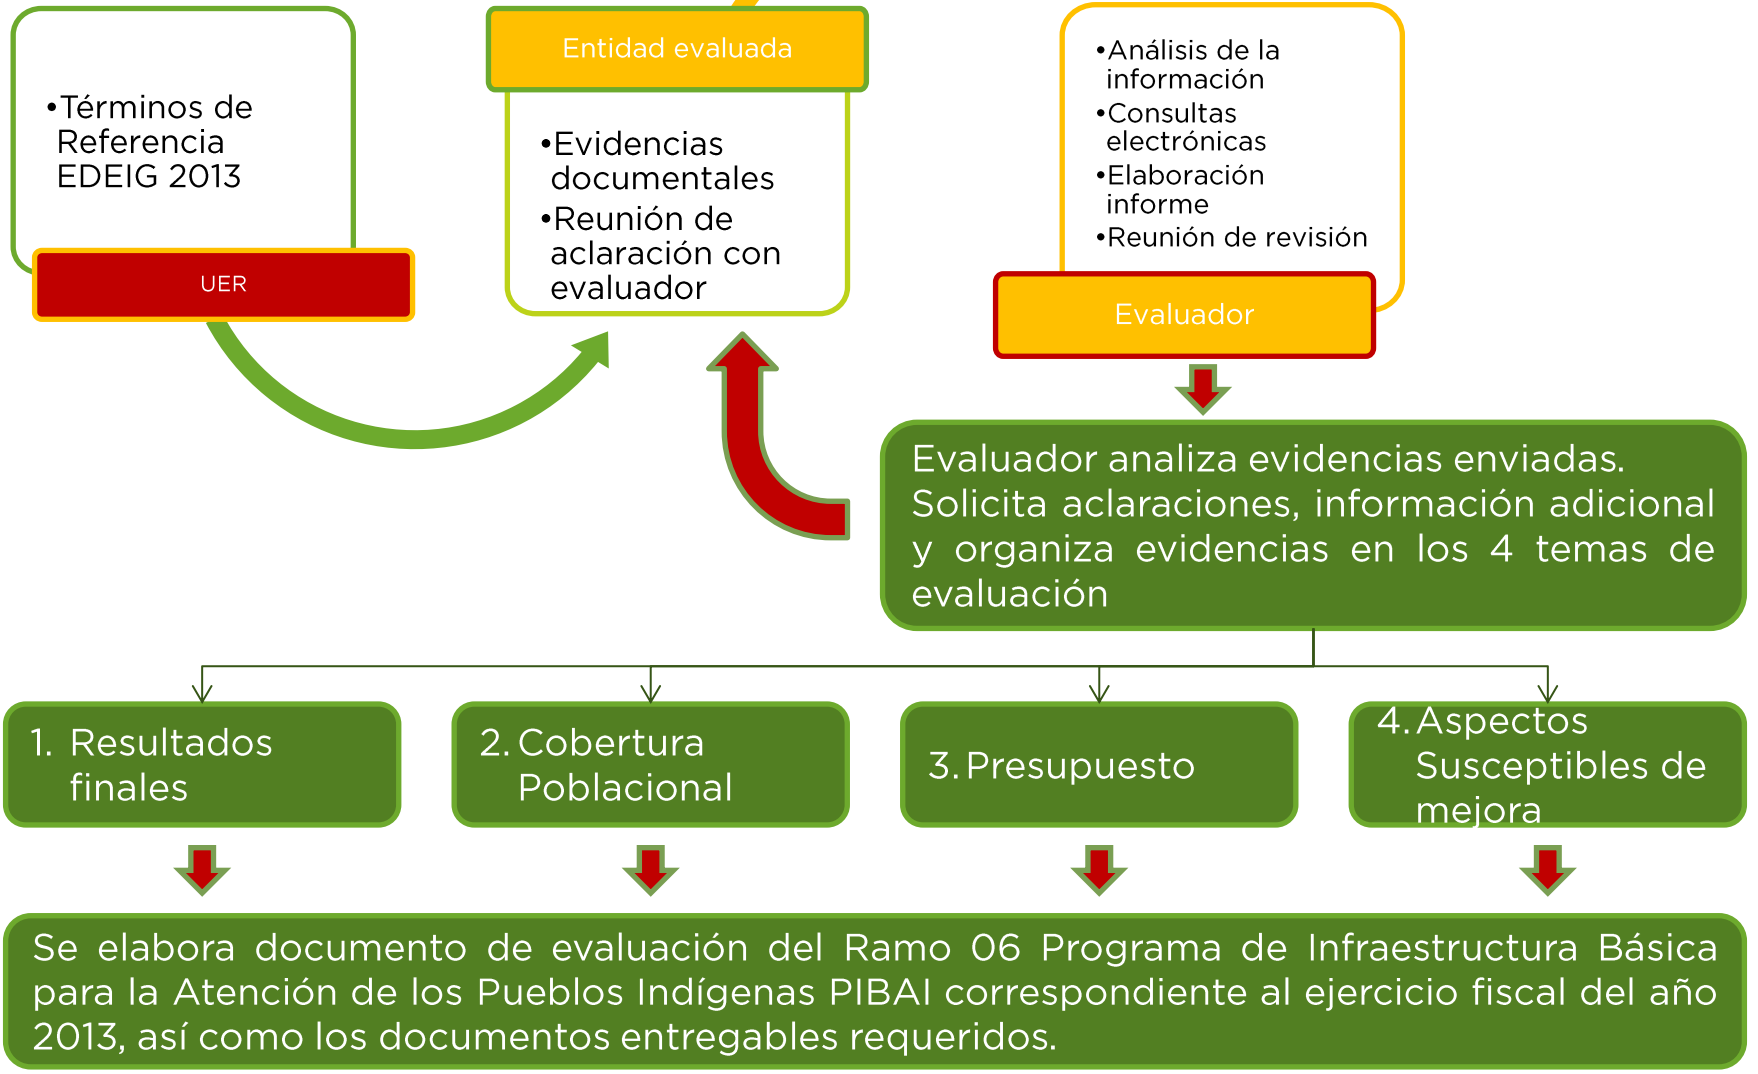 •Términos de
Referencia
EDEIG 2013
UER
Entidad evaluada
•Evidencias
documentales
•Reunión de
aclaración con
evaluador
•Análisis de la
información
•Consultas
electrónicas
•Elaboración
informe
•Reunión de revisión
Evaluador
Evaluador analiza evidencias enviadas.
Solicita aclaraciones, información adicional
y organiza evidencias en los 4 temas de
evaluación
1. Resultados
finales
2. Cobertura
Poblacional
3. Presupuesto
4. Aspectos
Susceptibles de
mejora
Se elabora documento de evaluación del Ramo 06 Programa de Infraestructura Básica
para la Atención de los Pueblos Indígenas PIBAI correspondiente al ejercicio fiscal del año
2013, así como los documentos entregables requeridos.